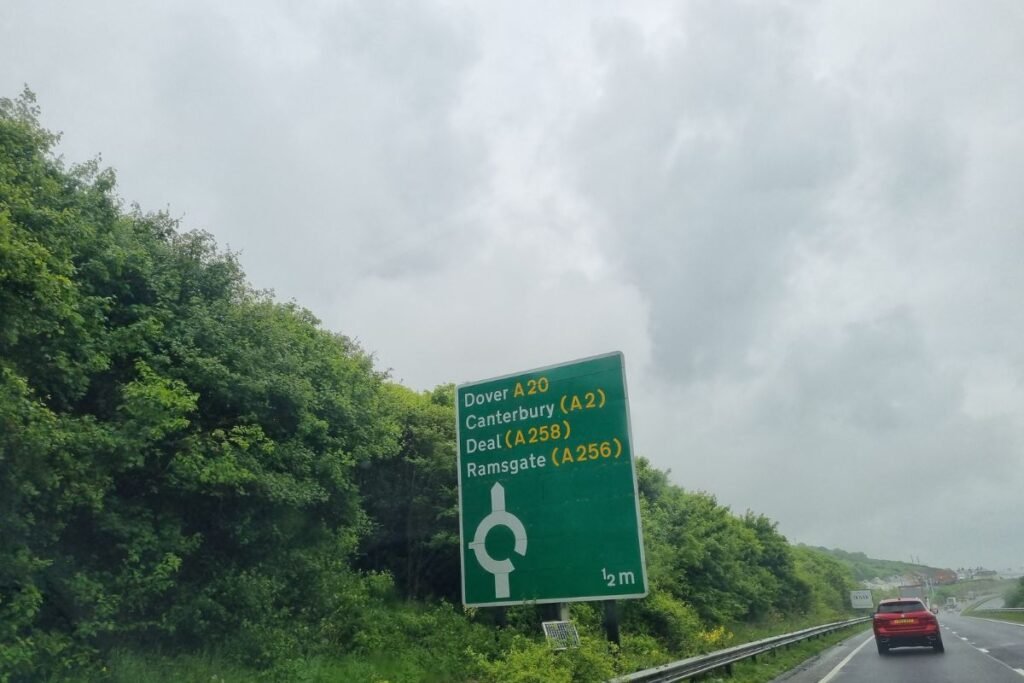 Dover A20
Canterbury (A2)
Deal (A258)
Ramsgate (A256)
½ m